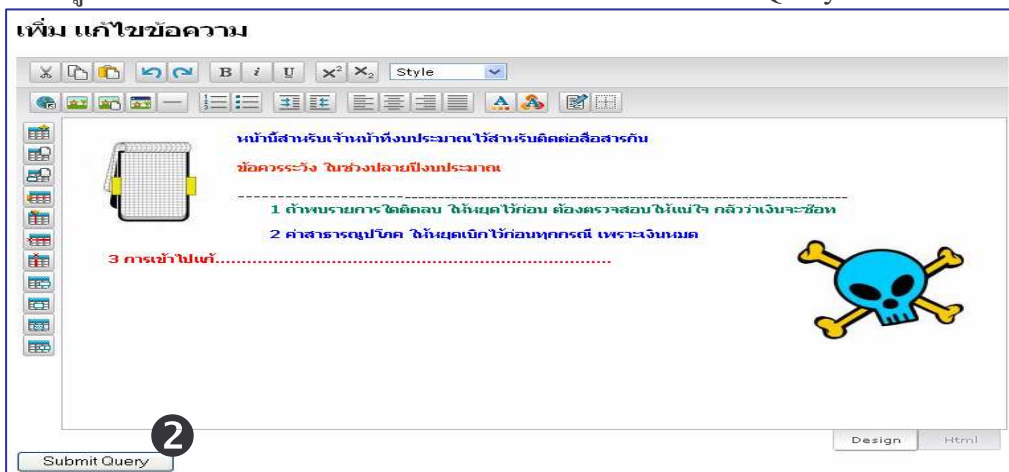 เพิ่ม แก้ไขข้อความ
B i U x² x₂ Style
หน้านี้สำหรับเจ้าหน้าที่งบประมาณไว้สำหรับติดต่อสื่อสารกัน
ข้อควรระวัง ในช่วงปลายปีงบประมาณ
1 ถ้าพบรายการใดติดลบ ให้หยุดไว้ก่อน ต้องตรวจสอบให้แน่ใจ กลัวว่าเงินจะช๊อท
2 ค่าสาธารณูปโภค ให้หยุดเบิกไว้ก่อนทุกกรณี เพราะเงินหมด
3 การเข้าไปแก้.............................................................
Design Html
2
Submit Query